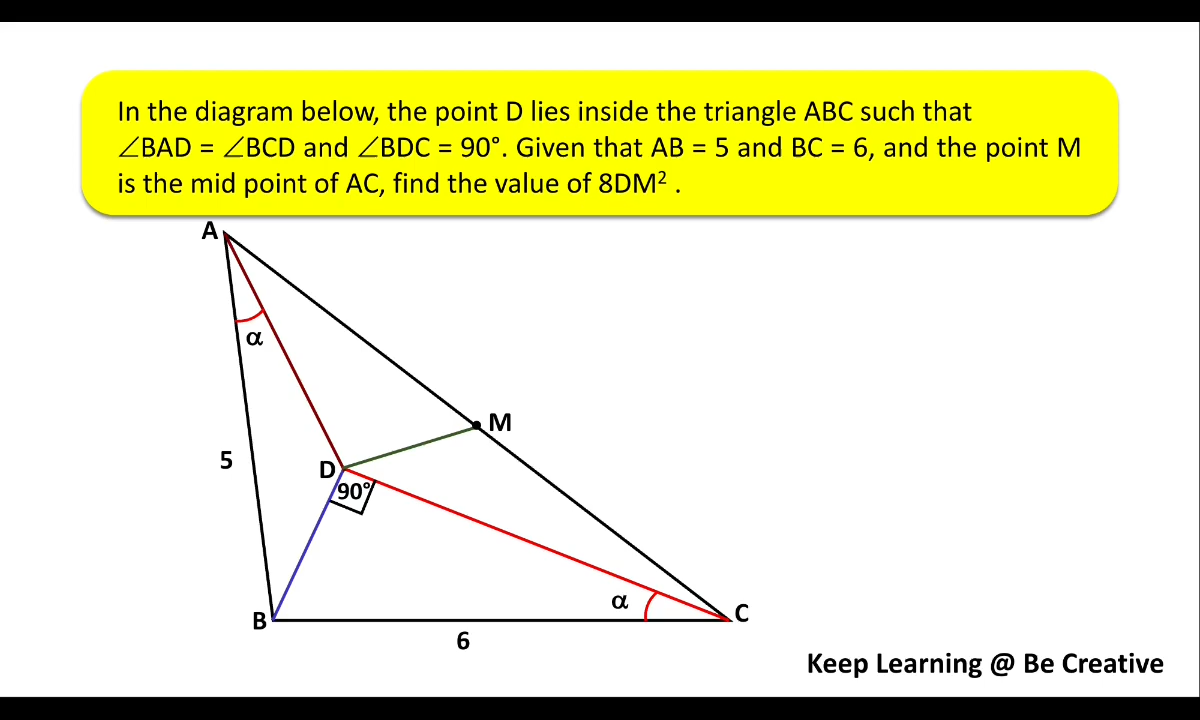 In the diagram below, the point D lies inside the triangle ABC such that
∠BAD = ∠BCD and ∠BDC = 90°. Given that AB = 5 and BC = 6, and the point M
is the mid point of AC, find the value of 8DM² .
A
α
M
5
D
90°
α
B
C
6
Keep Learning @ Be Creative